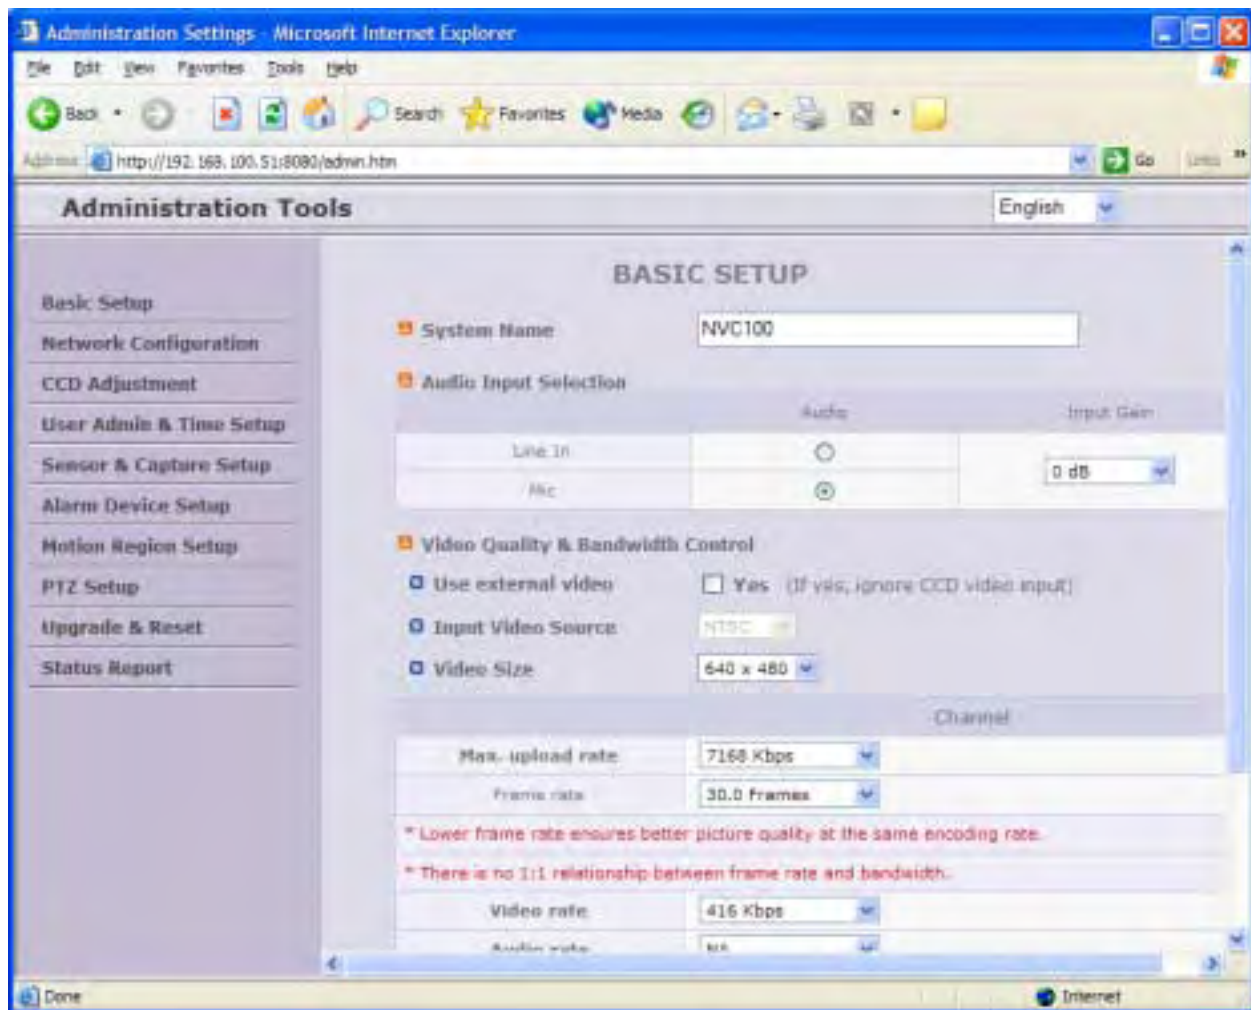 Administration Settings - Microsoft Internet Explorer
File Edit View Favorites Tools Help
Back Search Favorites Media
Address http://192.168.100.51:8080/admin.htm Go Links »
Administration Tools English
Basic Setup
Network Configuration
CCD Adjustment
User Admin & Time Setup
Sensor & Capture Setup
Alarm Device Setup
Motion Region Setup
PTZ Setup
Upgrade & Reset
Status Report
BASIC SETUP
System Name NVC100
Audio Input Selection
Audio Input Gain
Line In
0 dB
Mic
Video Quality & Bandwidth Control
Use external video Yes (If yes, ignore CCD video input)
Input Video Source NTSC
Video Size 640 x 480
Channel
Max. upload rate 7168 Kbps
Frame rate 30.0 Frames
* Lower frame rate ensures better picture quality at the same encoding rate.
* There is no 1:1 relationship between frame rate and bandwidth.
Video rate 416 Kbps
Audio rate NA
Done Internet